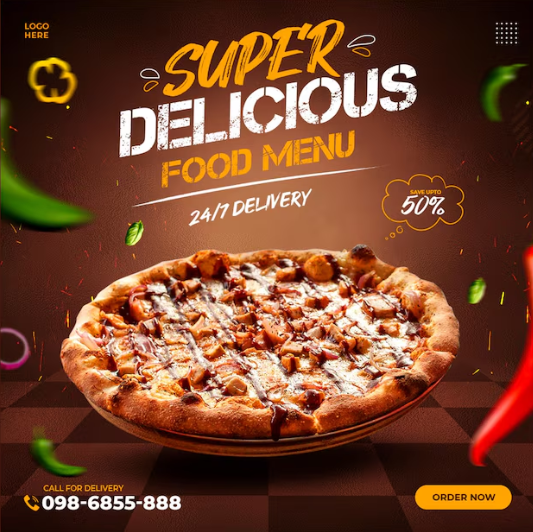 LOGO
HERE
SUPER
DELICIOUS
FOOD MENU
24/7 DELIVERY
SAVE UPTO
50%
CALL FOR DELIVERY
098-6855-888
ORDER NOW